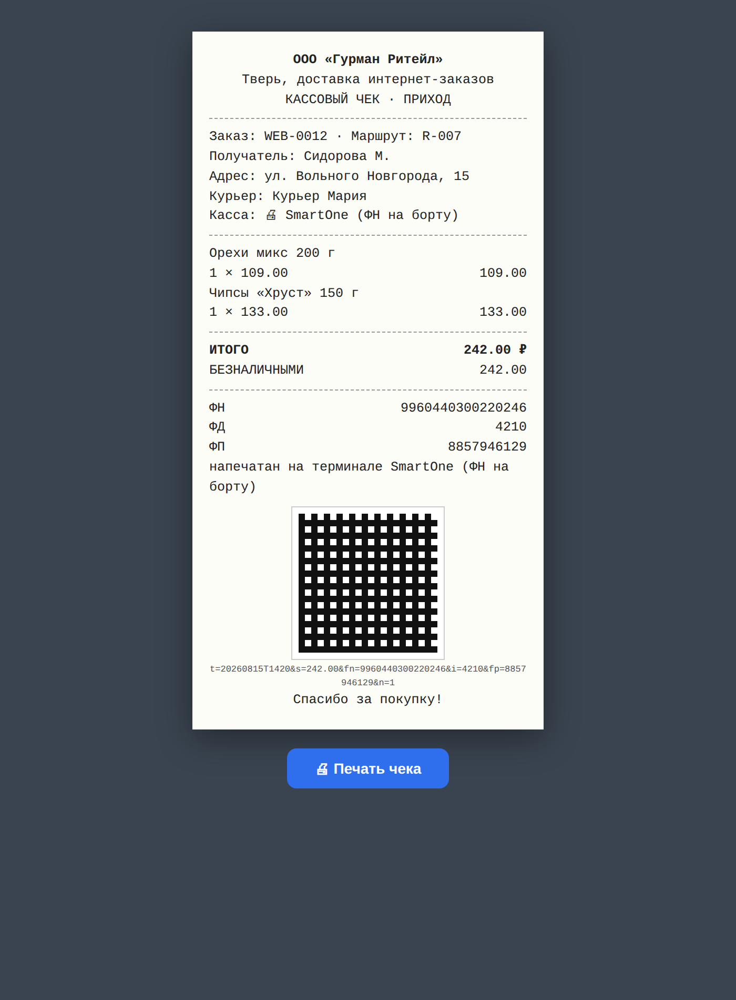 ООО «Гурман Ритейл»
Тверь, доставка интернет-заказов
КАССОВЫЙ ЧЕК · ПРИХОД
Заказ: WEB-0012 · Маршрут: R-007
Получатель: Сидорова М.
Адрес: ул. Вольного Новгорода, 15
Курьер: Курьер Мария
Касса: 🖨 SmartOne (ФН на борту)
Орехи микс 200 г
1 × 109.00 109.00
Чипсы «Хруст» 150 г
1 × 133.00 133.00
ИТОГО 242.00 ₽
БЕЗНАЛИЧНЫМИ 242.00
ФН 9960440300220246
ФД 4210
ФП 8857946129
напечатан на терминале SmartOne (ФН на
борту)
t=20260815T1420&s=242.00&fn=9960440300220246&i=4210&fp=8857
946129&n=1
Спасибо за покупку!
🖨 Печать чека